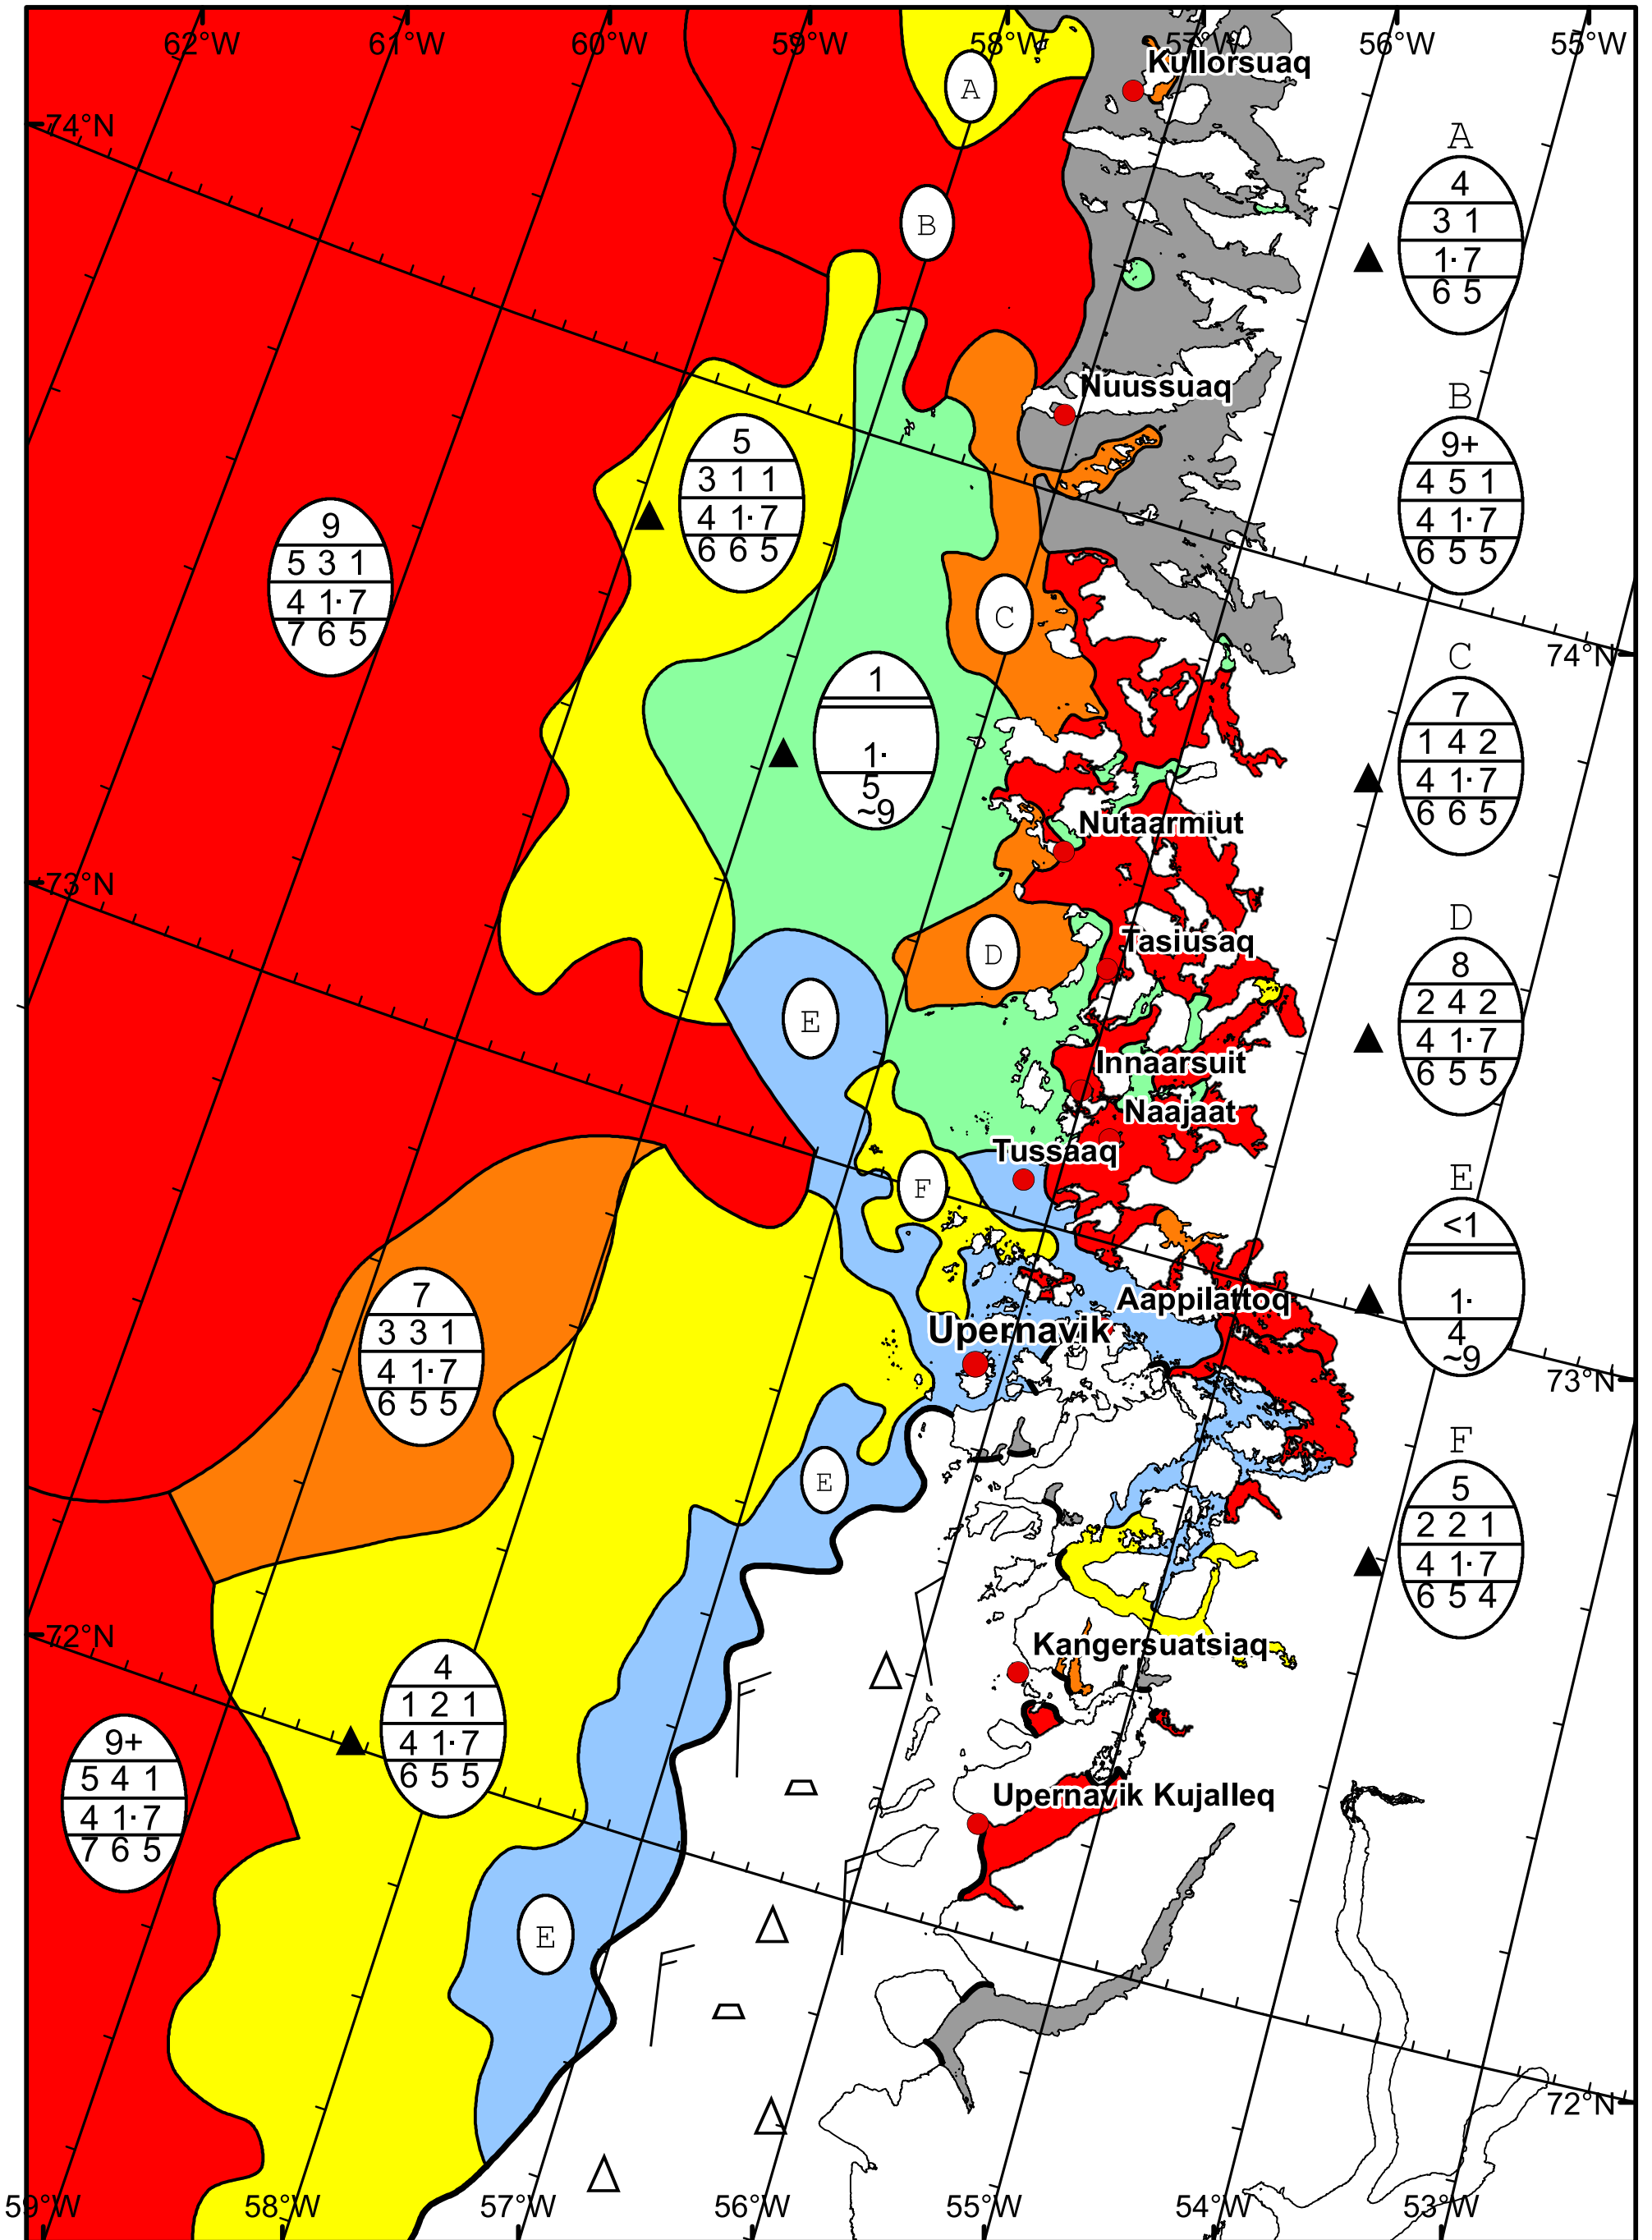 62°W 61°W 60°W 59°W 58°W 57°W 56°W 55°W
Kullorsuaq
A
74°N
A
4
3 1
1· 7
6 5
B
Nuussuaq
B
9+
4 5 1
4 1· 7
6 5 5
5
3 1 1
4 1· 7
6 6 5
9
5 3 1
4 1· 7
7 6 5
C
74°N
C
7
1 4 2
4 1· 7
6 6 5
1
1·
5
~9
Nutaarmiut
73°N
D
Tasiusaq
D
8
2 4 2
4 1· 7
6 5 5
E
Innaarsuit
Naajaat
Tussaaq
F
E
<1
1·
4
~9
Aappilattoq
Upernavik
7
3 3 1
4 1· 7
6 5 5
73°N
E
F
5
2 2 1
4 1· 7
6 5 4
72°N
Kangersuatsiaq
4
1 2 1
4 1· 7
6 5 5
9+
5 4 1
4 1· 7
7 6 5
Upernavik Kujalleq
E
72°N
59°W 58°W 57°W 56°W 55°W 54°W 53°W